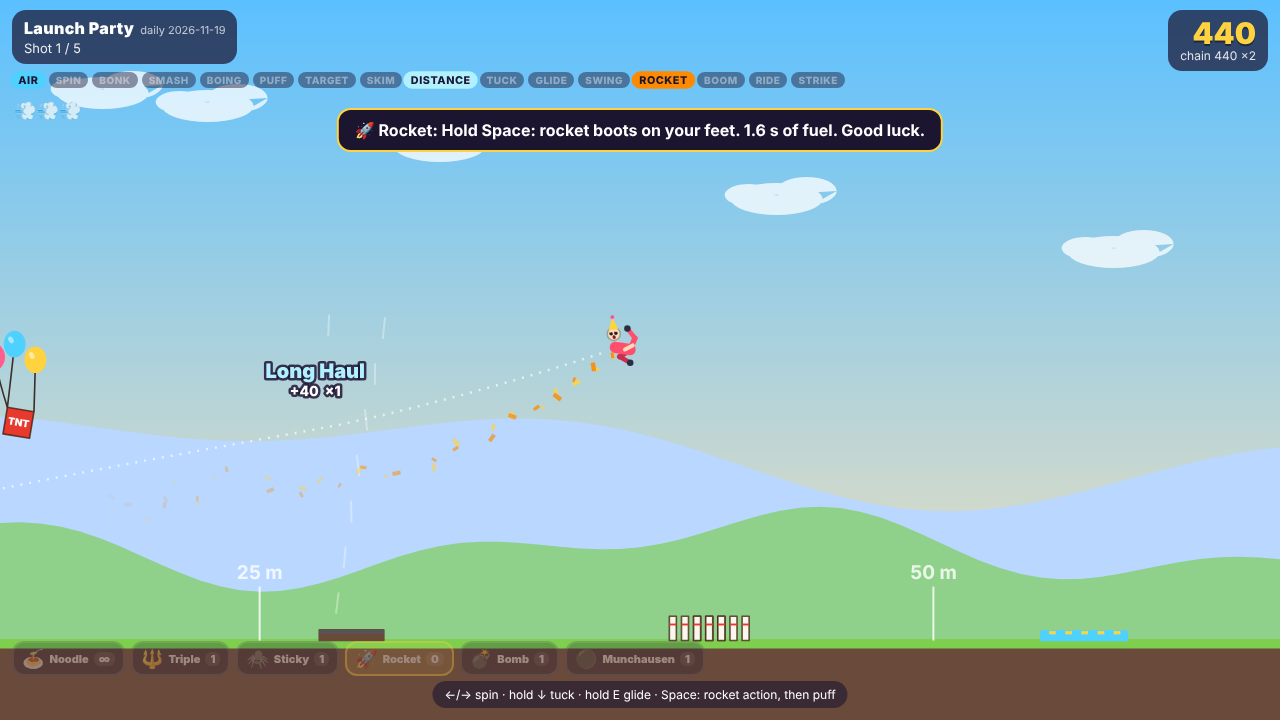 Launch Party daily 2026-11-19
Shot 1 / 5
440
chain 440 ×2
AIR SPIN BONK SMASH BOING PUFF TARGET SKIM DISTANCE TUCK GLIDE SWING ROCKET BOOM RIDE STRIKE
🚀 Rocket: Hold Space: rocket boots on your feet. 1.6 s of fuel. Good luck.
Long Haul
+40 ×1
TNT
25 m
50 m
Noodle ∞ Triple 1 Sticky 1 Rocket 0 Bomb 1 Munchausen 1
←/→ spin · hold ↓ tuck · hold E glide · Space: rocket action, then puff